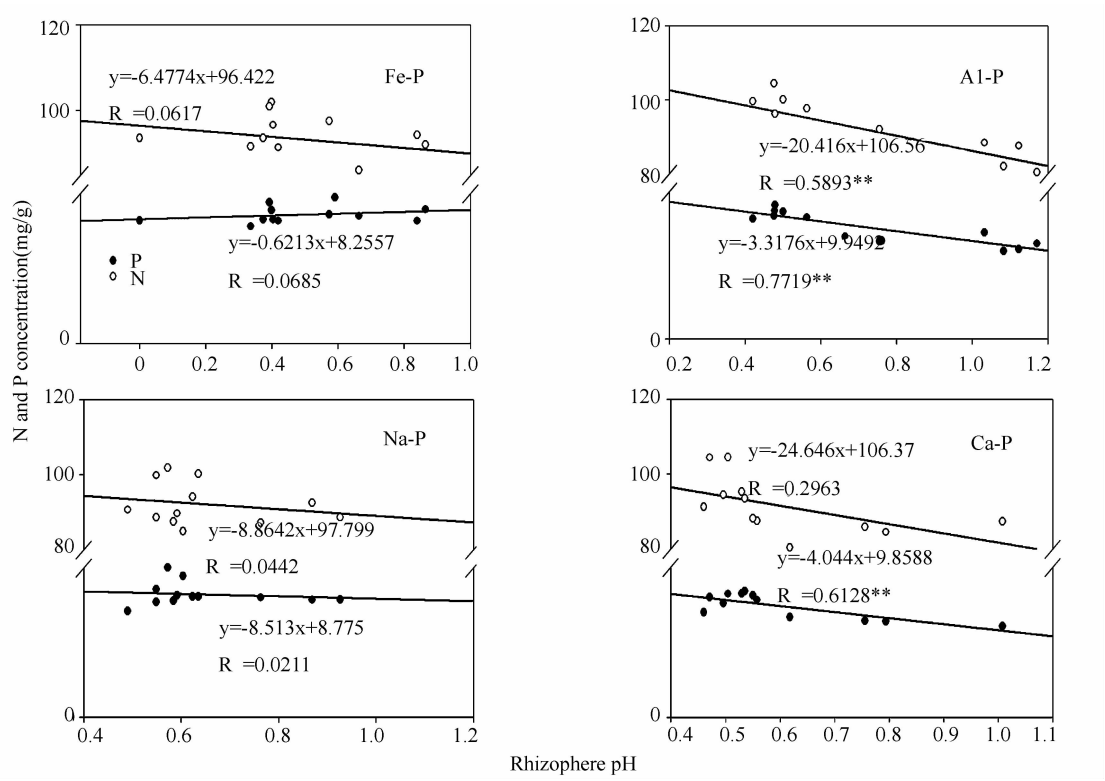 N and P concentration(mg/g)
120
100
0
y=-6.4774x+96.422
R =0.0617
Fe-P
y=-0.6213x+8.2557
R =0.0685
P
N
0 0.2 0.4 0.6 0.8 1.0
120
100
80
0
A1-P
y=-20.416x+106.56
R =0.5893**
y=-3.3176x+9.9492
R =0.7719**
0.2 0.4 0.6 0.8 1.0 1.2
120
100
80
0
Na-P
y=-8.8642x+97.799
R =0.0442
y=-8.513x+8.775
R =0.0211
0.4 0.6 0.8 1.0 1.2
120
100
80
0
Ca-P
y=-24.646x+106.37
R =0.2963
y=-4.044x+9.8588
R =0.6128**
0.4 0.5 0.6 0.7 0.8 0.9 1.0 1.1
Rhizophere pH